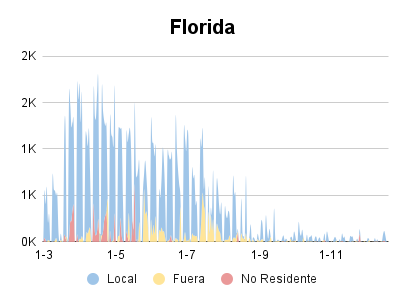 Florida
2K
2K
1K
1K
0K
1-3 1-5 1-7 1-9 1-11
Local Fuera No Residente